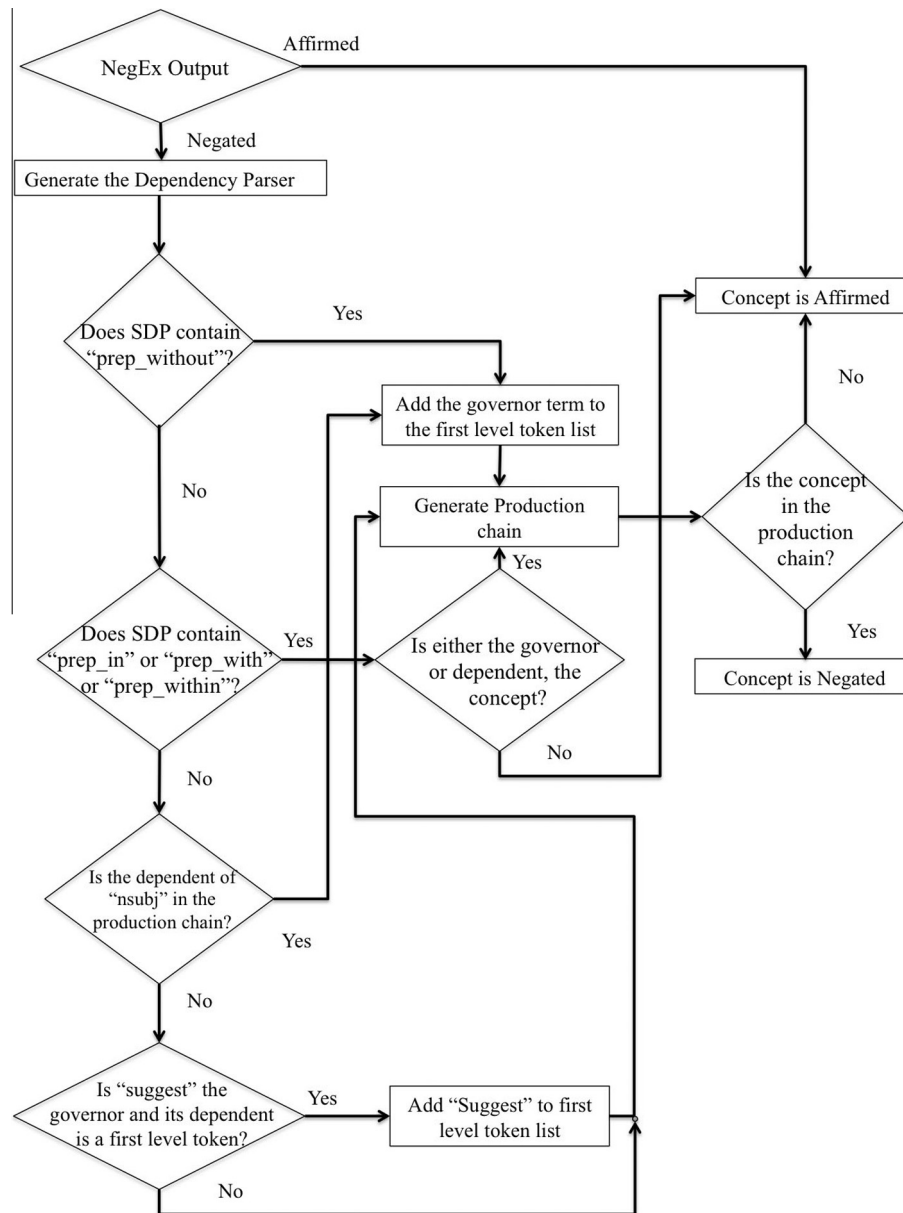 Affirmed
NegEx Output
Negated
Generate the Dependency Parser
Does SDP contain
“prep_without”?
Yes
Concept is Affirmed
Add the governor term to
the first level token list
No
No
Generate Production
chain
Is the concept
in the
production
chain?
Yes
Does SDP contain
“prep_in” or “prep_with”
or “prep_within”?
Yes
Is either the governor
or dependent, the
concept?
Yes
Concept is Negated
No
No
Is the dependent of
“nsubj” in the
production chain?
Yes
No
Is “suggest” the
governor and its dependent
is a first level token?
Yes
Add “Suggest” to first
level token list
No